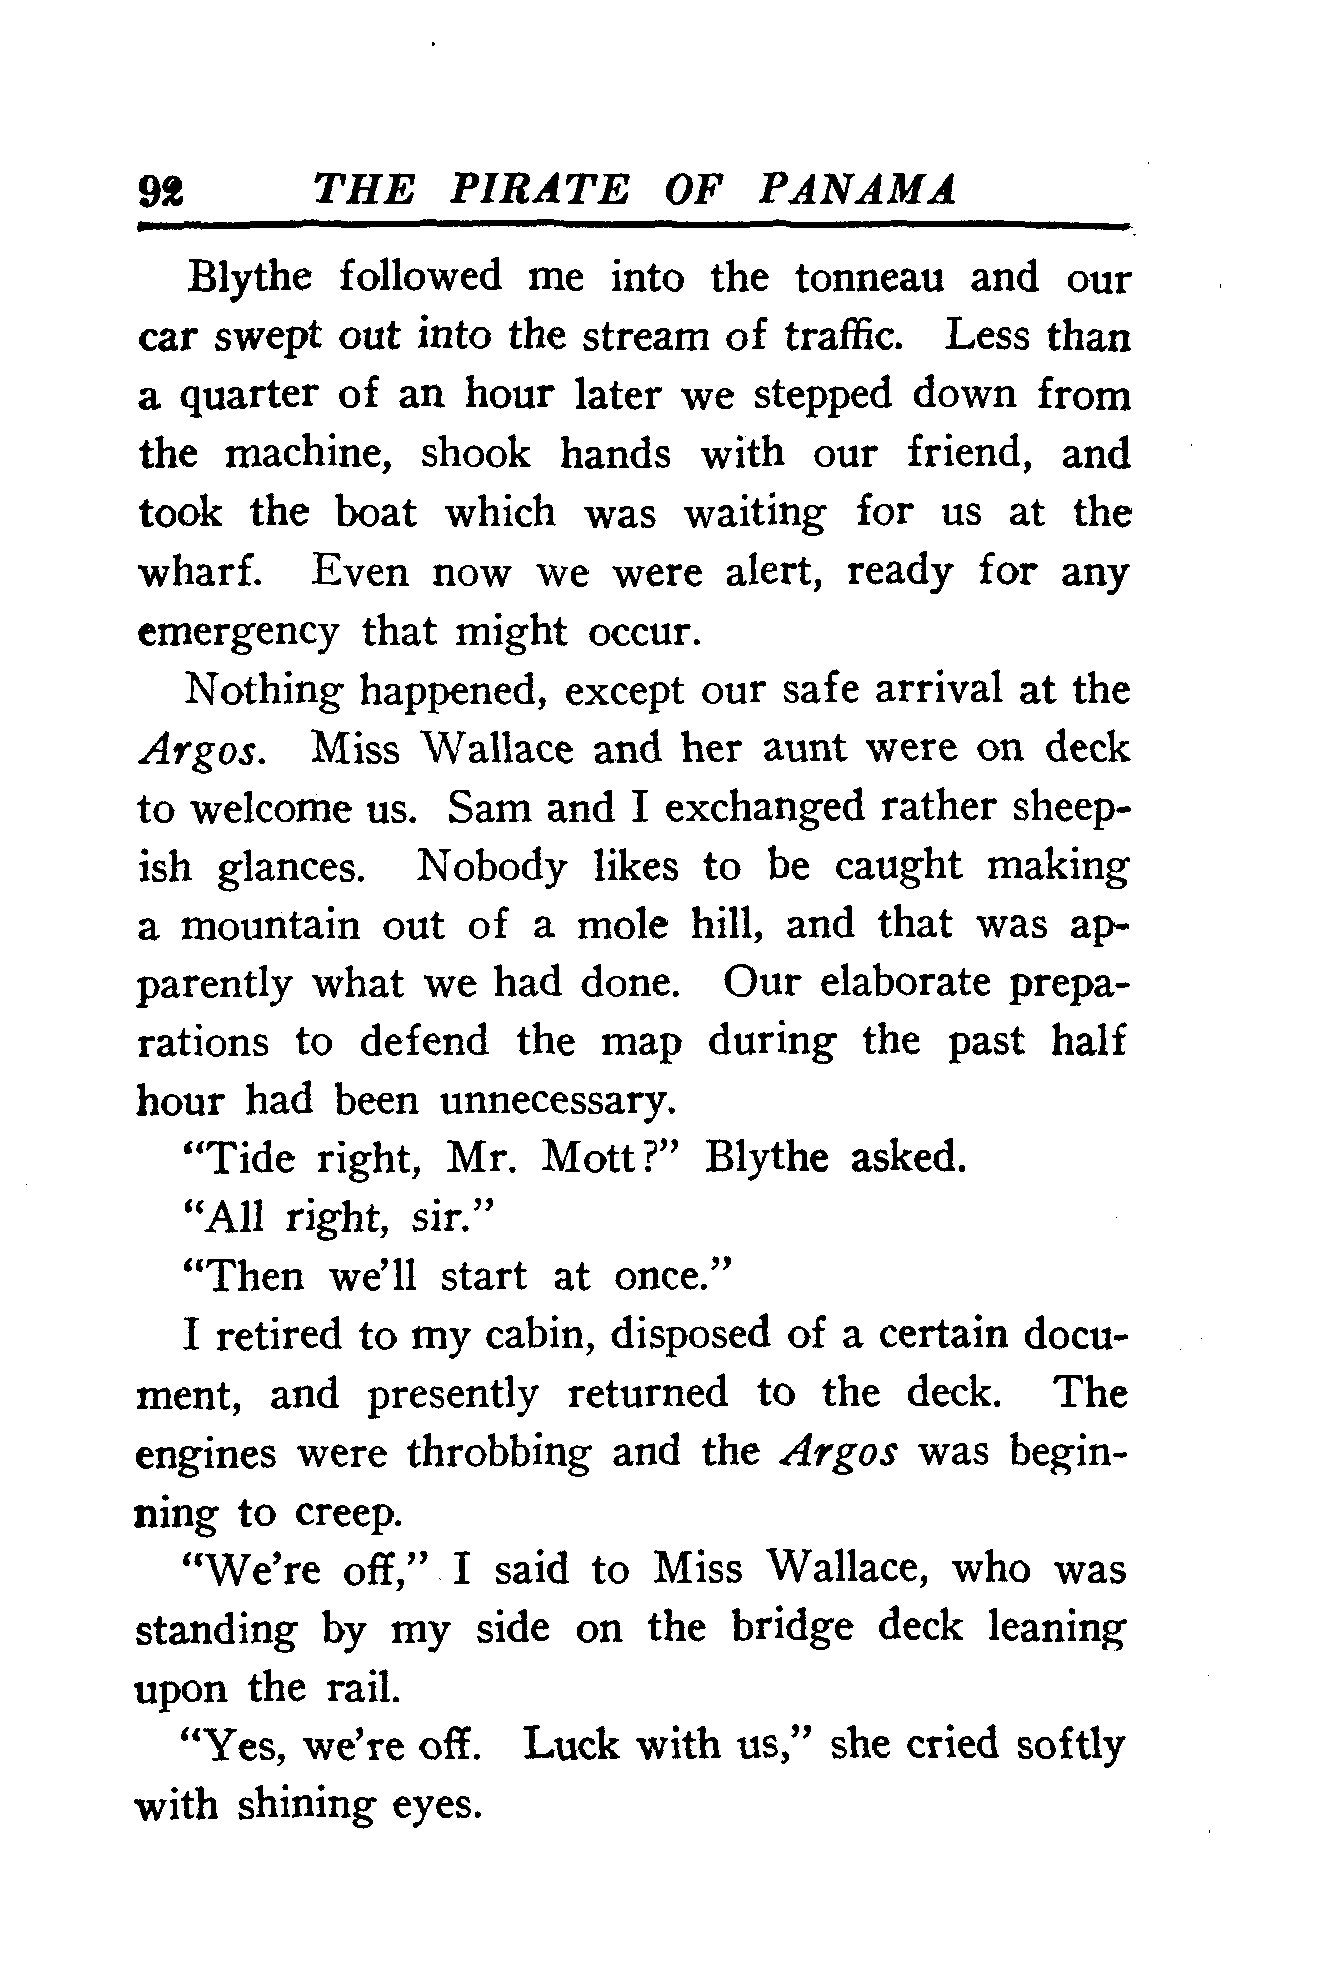 92 THE PIRATE OF PANAMA
Blythe followed me into the tonneau and our
car swept out into the stream of traffic. Less than
a quarter of an hour later we stepped down from
the machine, shook hands with our friend, and
took the boat which was waiting for us at the
wharf. Even now we were alert, ready for any
emergency that might occur.
Nothing happened, except our safe arrival at the
Argos. Miss Wallace and her aunt were on deck
to welcome us. Sam and I exchanged rather sheep-
ish glances. Nobody likes to be caught making
a mountain out of a mole hill, and that was ap-
parently what we had done. Our elaborate prepa-
rations to defend the map during the past half
hour had been unnecessary.
“Tide right, Mr. Mott?” Blythe asked.
“All right, sir.”
“Then we’ll start at once.”
I retired to my cabin, disposed of a certain docu-
ment, and presently returned to the deck. The
engines were throbbing and the Argos was begin-
ning to creep.
“We’re off,” I said to Miss Wallace, who was
standing by my side on the bridge deck leaning
upon the rail.
“Yes, we’re off. Luck with us,” she cried softly
with shining eyes.